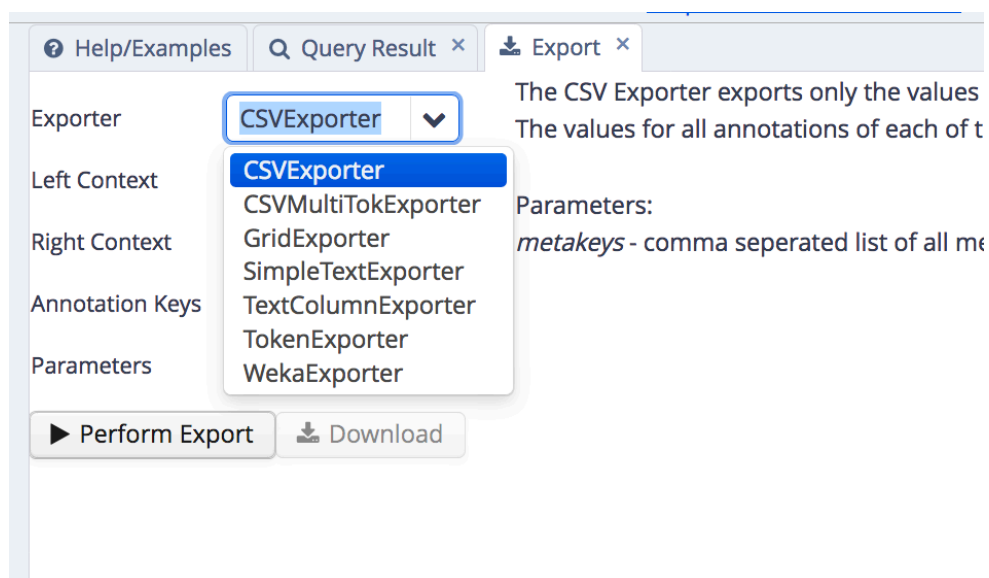 Help/Examples
Query Result
Export
Exporter
CSVExporter
The CSV Exporter exports only the values
The values for all annotations of each of t
CSVExporter
Left Context
CSVMultiTokExporter
Parameters:
GridExporter
Right Context
metakeys - comma seperated list of all me
SimpleTextExporter
Annotation Keys
TextColumnExporter
TokenExporter
Parameters
WekaExporter
Perform Export
Download